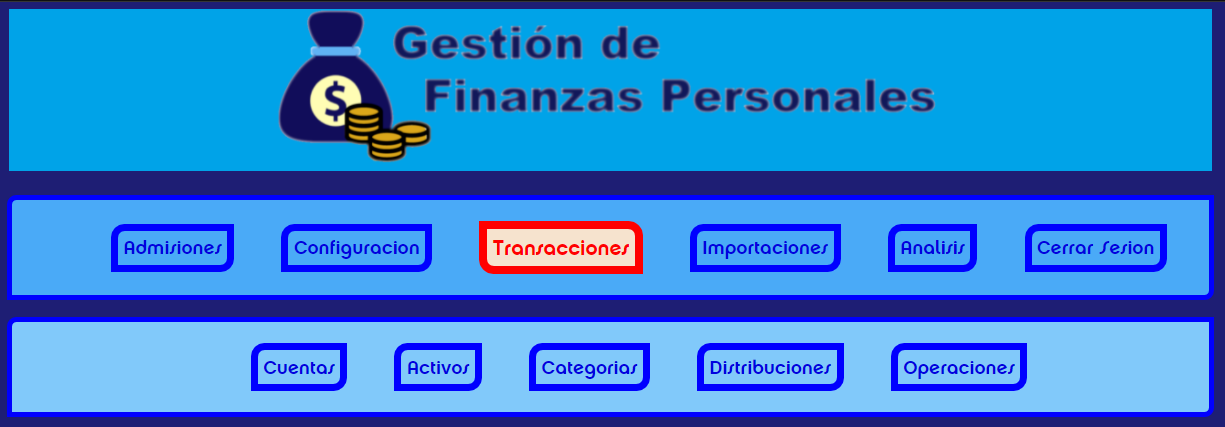 Gestión de
Finanzas Personales
$
Admisiones Configuracion Transacciones Importaciones Analisis Cerrar Sesion
Cuentas Activos Categorias Distribuciones Operaciones